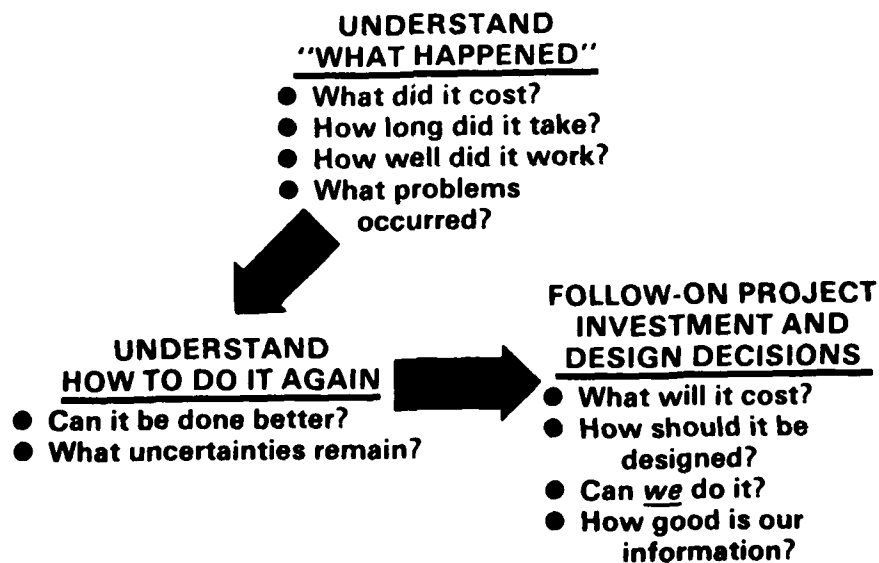 UNDERSTAND
"WHAT HAPPENED"
● What did it cost?
● How long did it take?
● How well did it work?
● What problems
occurred?
UNDERSTAND
HOW TO DO IT AGAIN
● Can it be done better?
● What uncertainties remain?
FOLLOW-ON PROJECT
INVESTMENT AND
DESIGN DECISIONS
● What will it cost?
● How should it be
designed?
● Can we do it?
● How good is our
information?